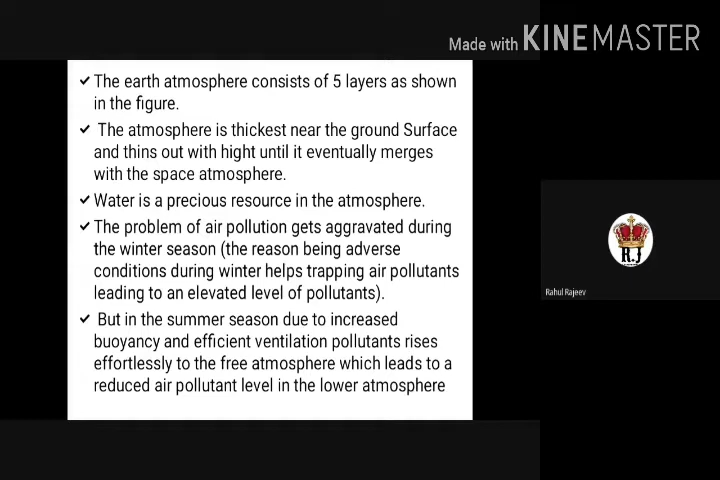 Made with KINEMASTER
✓ The earth atmosphere consists of 5 layers as shown
in the figure.
✓ The atmosphere is thickest near the ground Surface
and thins out with hight until it eventually merges
with the space atmosphere.
✓ Water is a precious resource in the atmosphere.
✓ The problem of air pollution gets aggravated during
the winter season (the reason being adverse
conditions during winter helps trapping air pollutants
leading to an elevated level of pollutants).
✓ But in the summer season due to increased
buoyancy and efficient ventilation pollutants rises
effortlessly to the free atmosphere which leads to a
reduced air pollutant level in the lower atmosphere
R.J
Rahul Rajeev